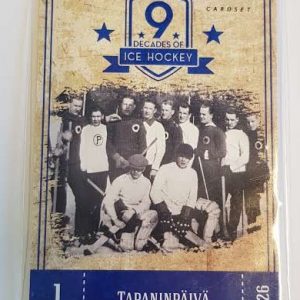 CARDSET
9
DECADES OF
ICE HOCKEY
P
1
TAPANINPÄIVÄ
26